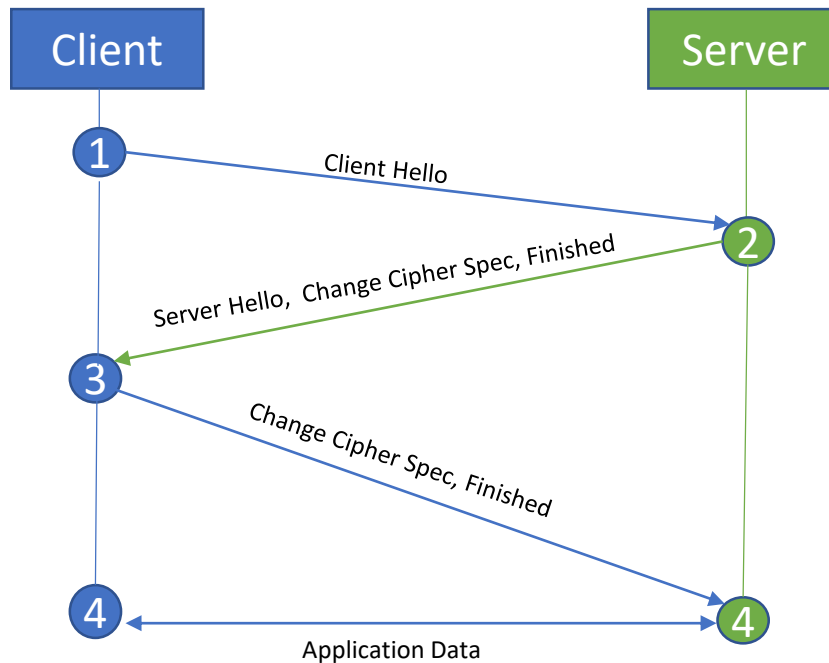 Client
Server
1
Client Hello
2
Server Hello,  Change Cipher Spec, Finished
3
Change Cipher Spec, Finished
4
4
Application Data